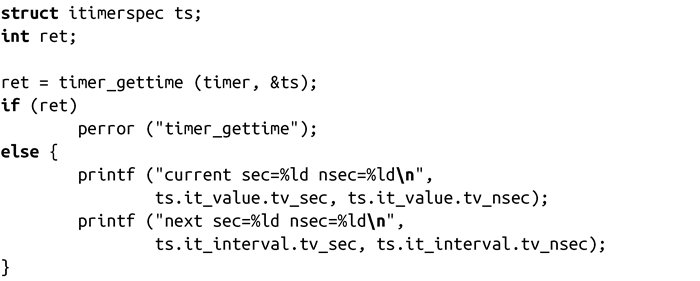 struct itimerspec ts;
int ret;

ret = timer_gettime (timer, &ts);
if (ret)
        perror ("timer_gettime");
else {
        printf ("current sec=%ld nsec=%ld\n",
                ts.it_value.tv_sec, ts.it_value.tv_nsec);
        printf ("next sec=%ld nsec=%ld\n",
                ts.it_interval.tv_sec, ts.it_interval.tv_nsec);
}